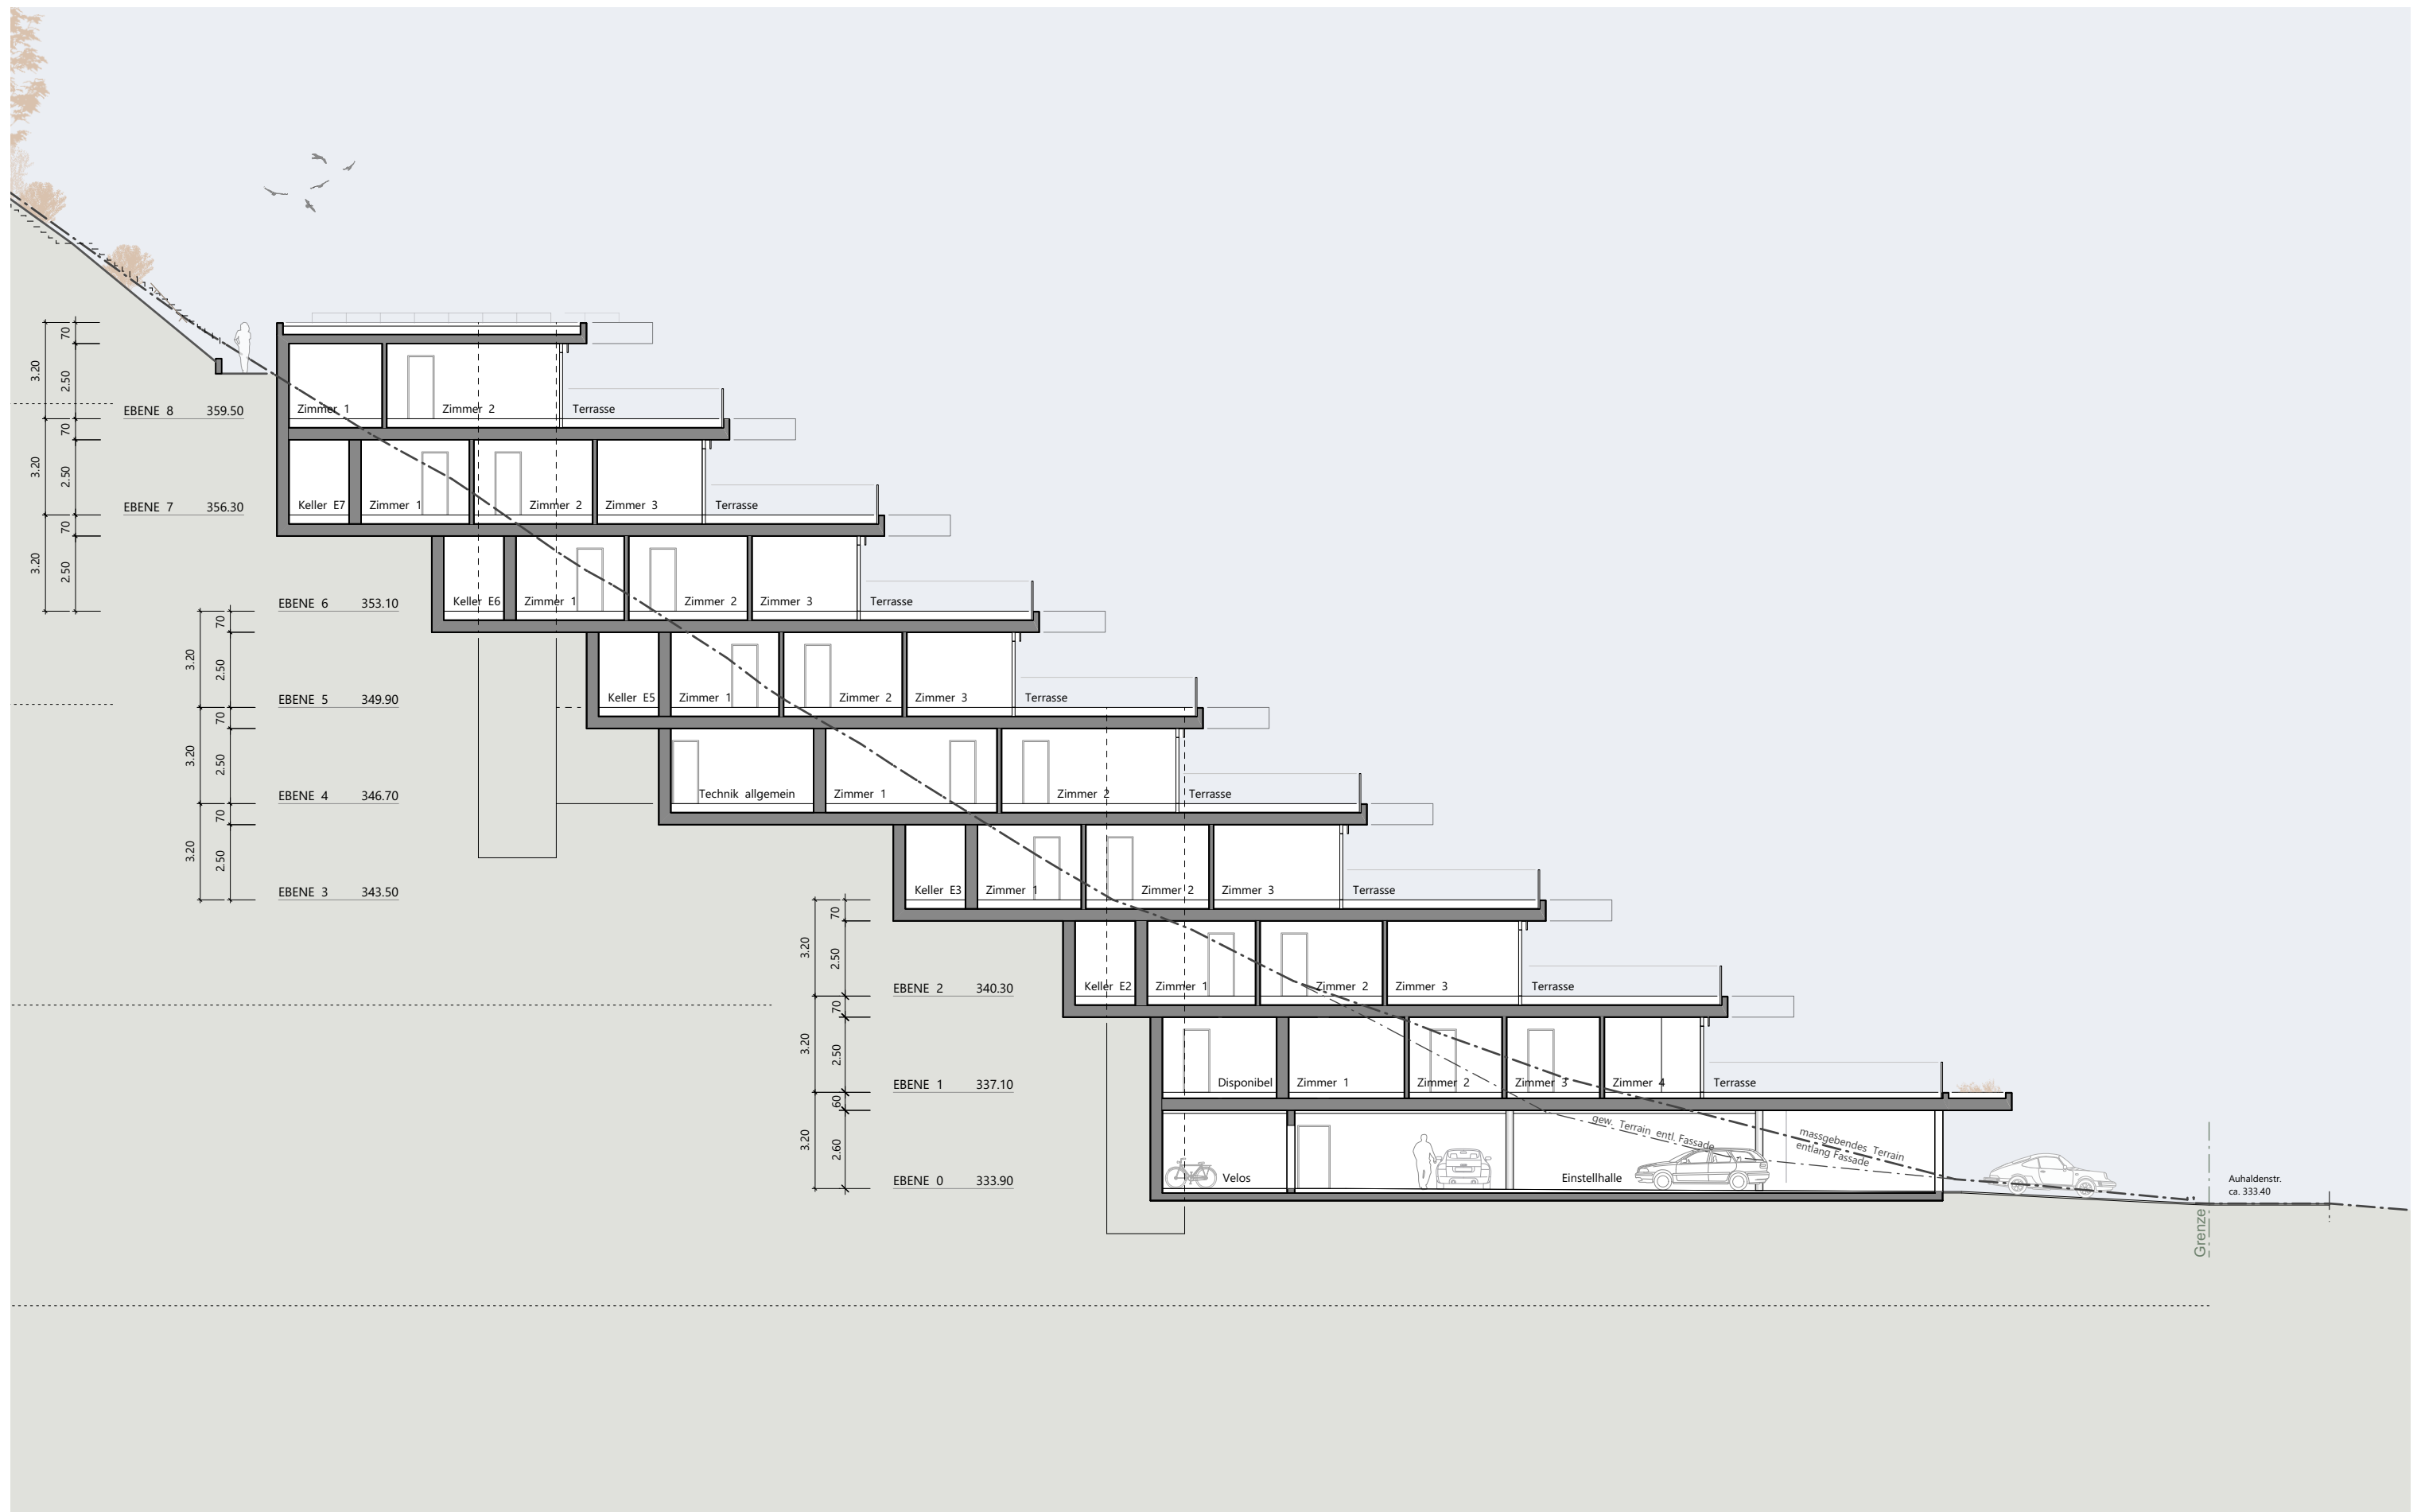 70
3.20
2.50
EBENE 8 359.50
Zimmer 1
Zimmer 2
Terrasse
70
3.20
2.50
EBENE 7 356.30
Keller E7
Zimmer 1
Zimmer 2
Zimmer 3
Terrasse
70
3.20
2.50
EBENE 6 353.10
Keller E6
Zimmer 1
Zimmer 2
Zimmer 3
Terrasse
70
3.20
2.50
EBENE 5 349.90
Keller E5
Zimmer 1
Zimmer 2
Zimmer 3
Terrasse
70
3.20
2.50
EBENE 4 346.70
Technik allgemein
Zimmer 1
Zimmer 2
Terrasse
70
3.20
2.50
EBENE 3 343.50
Keller E3
Zimmer 1
Zimmer 2
Zimmer 3
Terrasse
70
3.20
2.50
EBENE 2 340.30
Keller E2
Zimmer 1
Zimmer 2
Zimmer 3
Terrasse
70
3.20
2.50
EBENE 1 337.10
Disponibel
Zimmer 1
Zimmer 2
Zimmer 3
Zimmer 4
Terrasse
60
3.20
2.60
gew. Terrain entl. Fassade
massgebendes Terrain
entlang Fassade
EBENE 0 333.90
Velos
Einstellhalle
Auhaldenstr.
ca. 333.40
Grenze